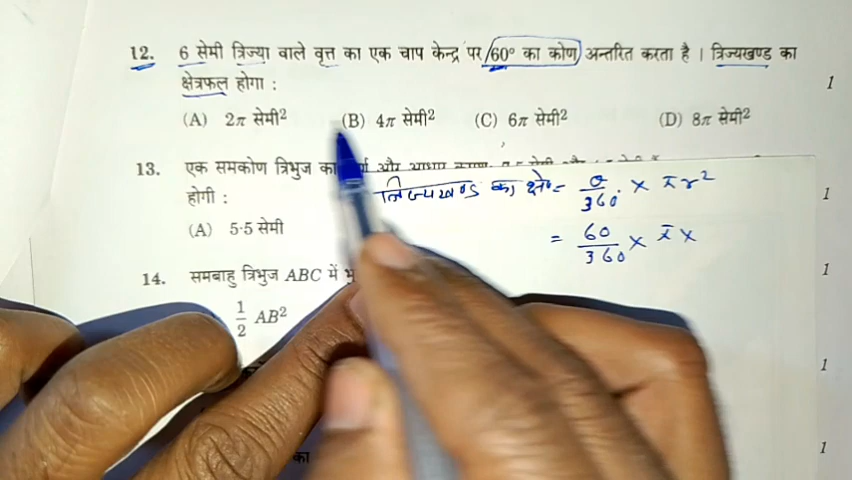 12. 6 सेमी त्रिज्या वाले वृत्त का एक चाप केन्द्र पर 60° का कोण अन्तरित करता है । त्रिज्यखण्ड का
क्षेत्रफल होगा : 1
(A) 2π सेमी² (B) 4π सेमी² (C) 6π सेमी² (D) 8π सेमी²
13. एक समकोण त्रिभुज का और आधार
त्रिज्यखण्ड का क्षे० = θ/360 × πr²
होगी : 1
= 60/360 × π ×
(A) 5·5 सेमी
14. समबाहु त्रिभुज ABC में 1
1/2 AB²
1
1
का